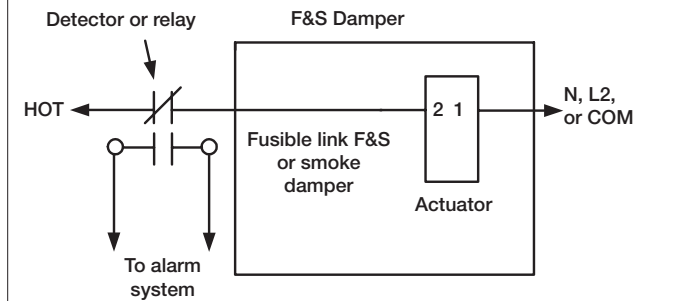 Detector or relay
F&S Damper
HOT
2 1
N, L2,
or COM
Fusible link F&S
or smoke
damper
Actuator
To alarm
system